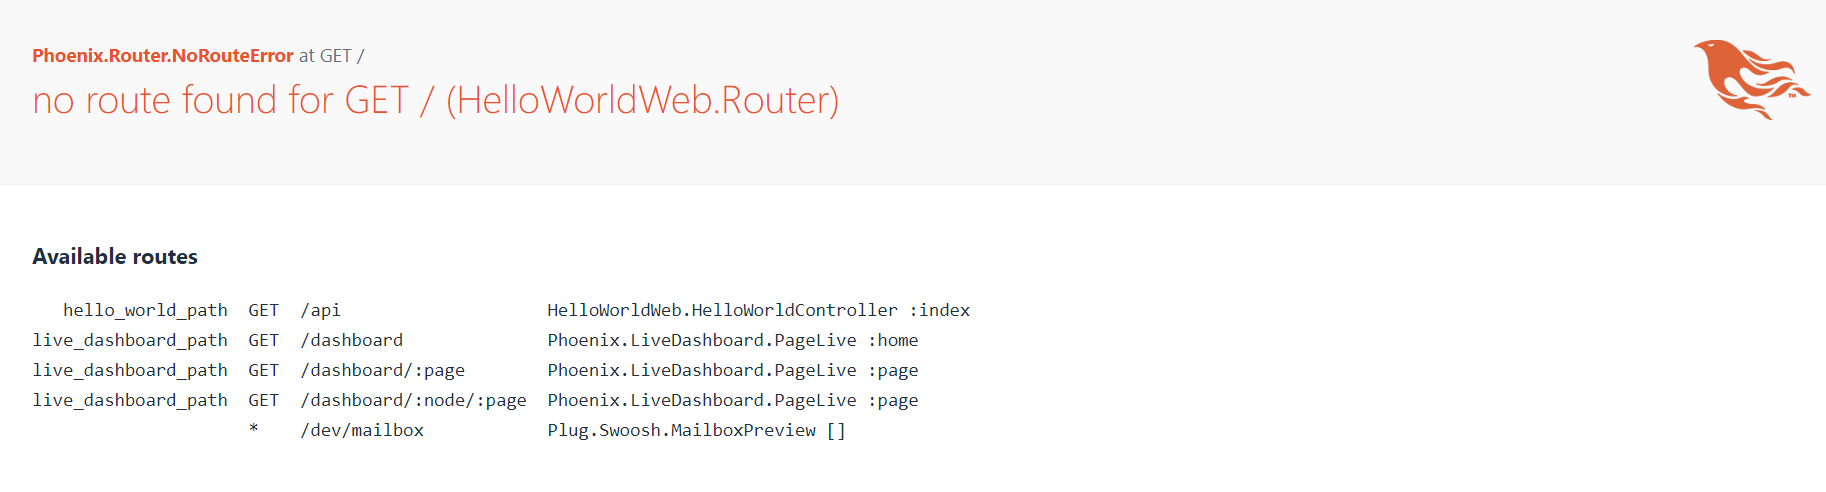 Phoenix.Router.NoRouteError at GET /
no route found for GET / (HelloWorldWeb.Router)
TM
Available routes
hello_world_path GET /api HelloWorldWeb.HelloWorldController :index
live_dashboard_path GET /dashboard Phoenix.LiveDashboard.PageLive :home
live_dashboard_path GET /dashboard/:page Phoenix.LiveDashboard.PageLive :page
live_dashboard_path GET /dashboard/:node/:page Phoenix.LiveDashboard.PageLive :page
* /dev/mailbox Plug.Swoosh.MailboxPreview []